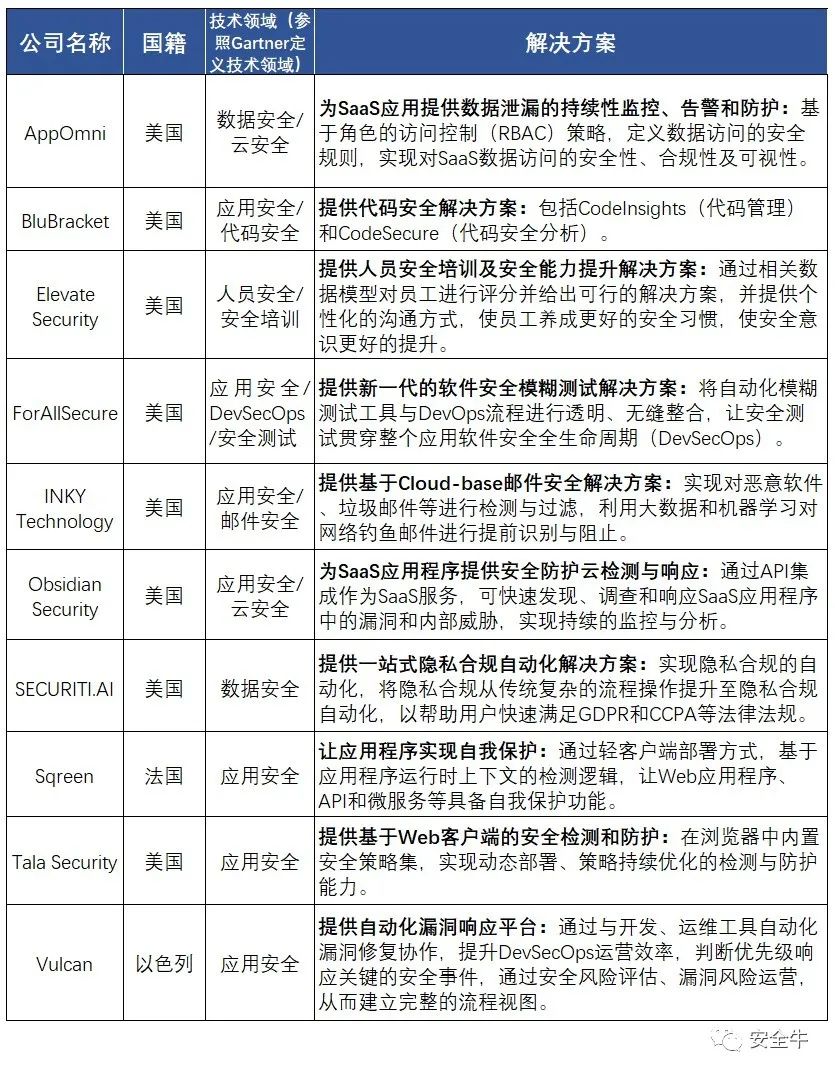 公司名称
国籍
技术领域（参
照Gartner定
义技术领域）
解决方案
AppOmni
美国
数据安全/
云安全
为SaaS应用提供数据泄漏的持续性监控、告警和防护：基
于角色的访问控制（RBAC）策略，定义数据访问的安全
规则，实现对SaaS数据访问的安全性、合规性及可视性。
BluBracket
美国
应用安全/
代码安全
提供代码安全解决方案：包括CodeInsights（代码管理）
和CodeSecure（代码安全分析）。
Elevate
Security
美国
人员安全/
安全培训
提供人员安全培训及安全能力提升解决方案：通过相关数
据模型对员工进行评分并给出可行的解决方案，并提供个
性化的沟通方式，使员工养成更好的安全习惯，使安全意
识更好的提升。
ForAllSecure
美国
应用安全/
DevSecOps
/安全测试
提供新一代的软件安全模糊测试解决方案：将自动化模糊
测试工具与DevOps流程进行透明、无缝整合，让安全测
试贯穿整个应用软件安全全生命周期（DevSecOps）。
INKY
Technology
美国
应用安全/
邮件安全
提供基于Cloud-base邮件安全解决方案：实现对恶意软件
、垃圾邮件等进行检测与过滤，利用大数据和机器学习对
网络钓鱼邮件进行提前识别与阻止。
Obsidian
Security
美国
应用安全/
云安全
为SaaS应用程序提供安全防护云检测与响应：通过API集
成作为SaaS服务，可快速发现、调查和响应SaaS应用程序
中的漏洞和内部威胁，实现持续的监控与分析。
SECURITI.AI
美国
数据安全
提供一站式隐私合规自动化解决方案：实现隐私合规的自
动化，将隐私合规从传统复杂的流程操作提升至隐私合规
自动化，以帮助用户快速满足GDPR和CCPA等法律法规。
Sqreen
法国
应用安全
让应用程序实现自我保护：通过轻客户端部署方式，基于
应用程序运行时上下文的检测逻辑，让Web应用程序、
API和微服务等具备自我保护功能。
Tala Security
美国
应用安全
提供基于Web客户端的安全检测和防护：在浏览器中内置
安全策略集，实现动态部署、策略持续优化的检测与防护
能力。
Vulcan
以色列
应用安全
提供自动化漏洞响应平台：通过与开发、运维工具自动化
漏洞修复协作，提升DevSecOps运营效率，判断优先级响
应关键的安全事件，通过安全风险评估、漏洞风险运营，
从而建立完整的流程视图。
安全牛